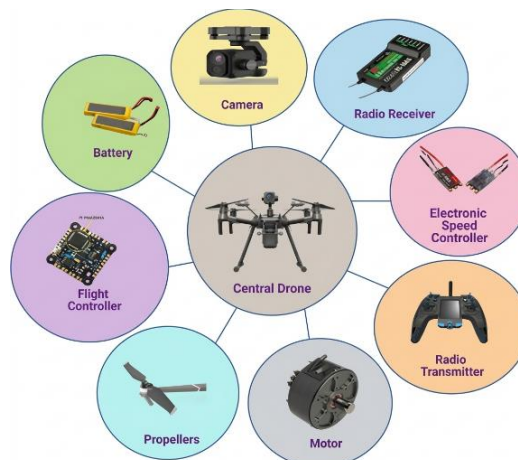 Camera
Radio Receiver
Battery
Electronic
Speed
Controller
Flight
Controller
Central Drone
Radio
Transmitter
Propellers
Motor